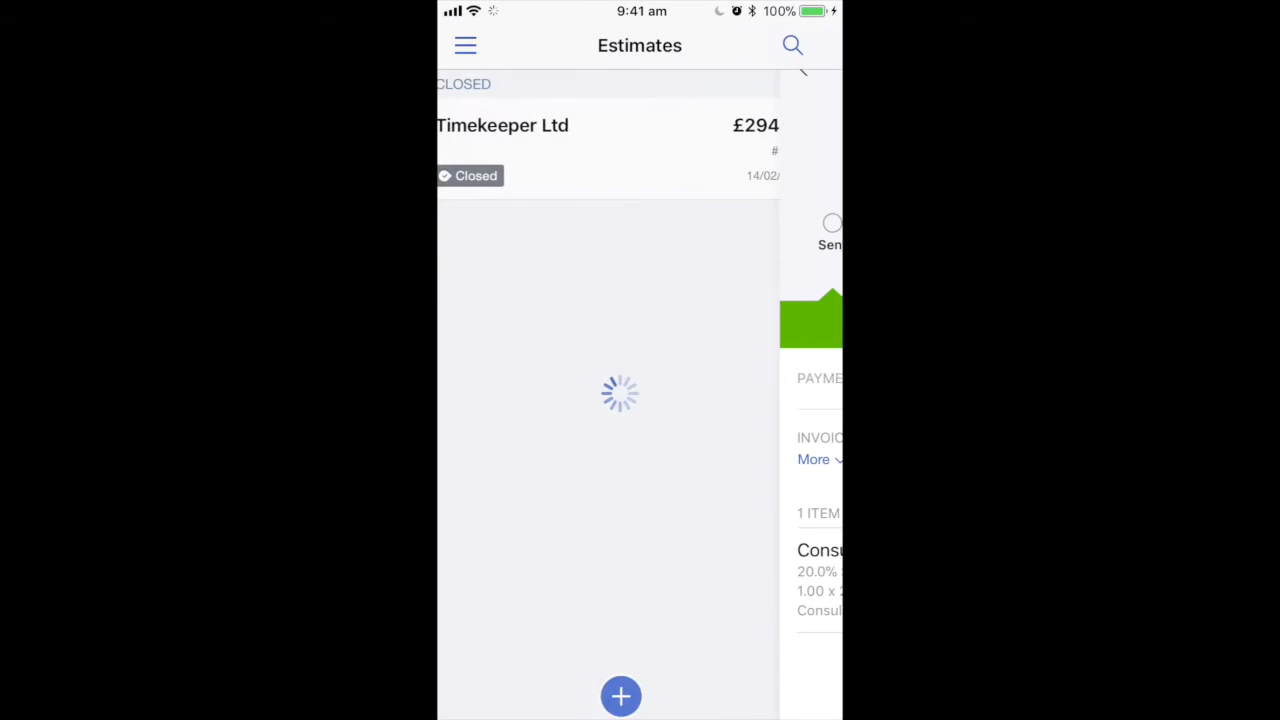 9:41 am 100%
Estimates
CLOSED
Timekeeper Ltd £294
#
Closed 14/02/
Sen
PAYME
INVOIC
More
1 ITEM
Consu
20.0%
1.00 x 2
Consul